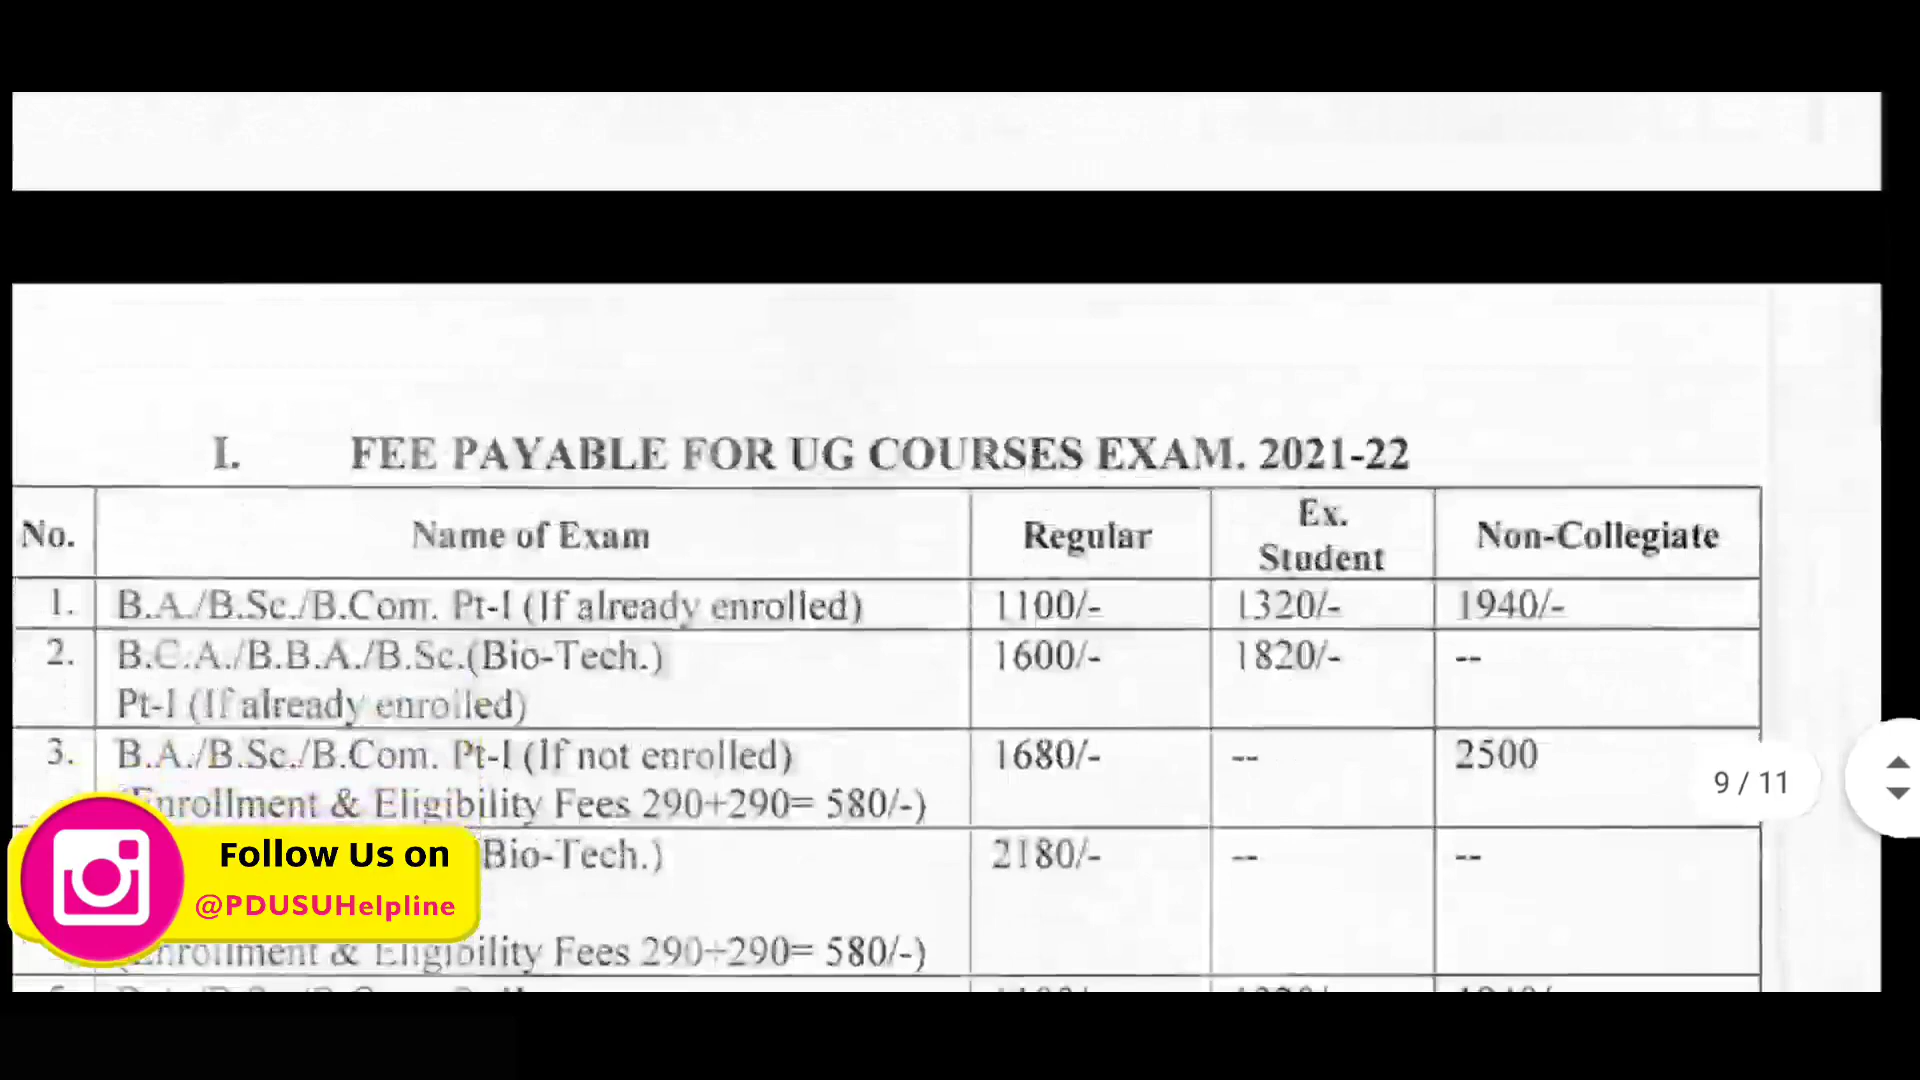 I. FEE PAYABLE FOR UG COURSES EXAM. 2021-22
No. Name of Exam Regular Ex. Student Non-Collegiate
1. B.A./B.Sc./B.Com. Pt-I (If already enrolled) 1100/- 1320/- 1940/-
2. B.C.A./B.B.A./B.Sc.(Bio-Tech.) 1600/- 1820/- --
Pt-I (If already enrolled)
3. B.A./B.Sc./B.Com. Pt-I (If not enrolled) 1680/- -- 2500
(Enrollment & Eligibility Fees 290+290= 580/-)
9 / 11
Bio-Tech.) 2180/- -- --
(Enrollment & Eligibility Fees 290+290= 580/-)
Follow Us on
@PDUSUHelpline